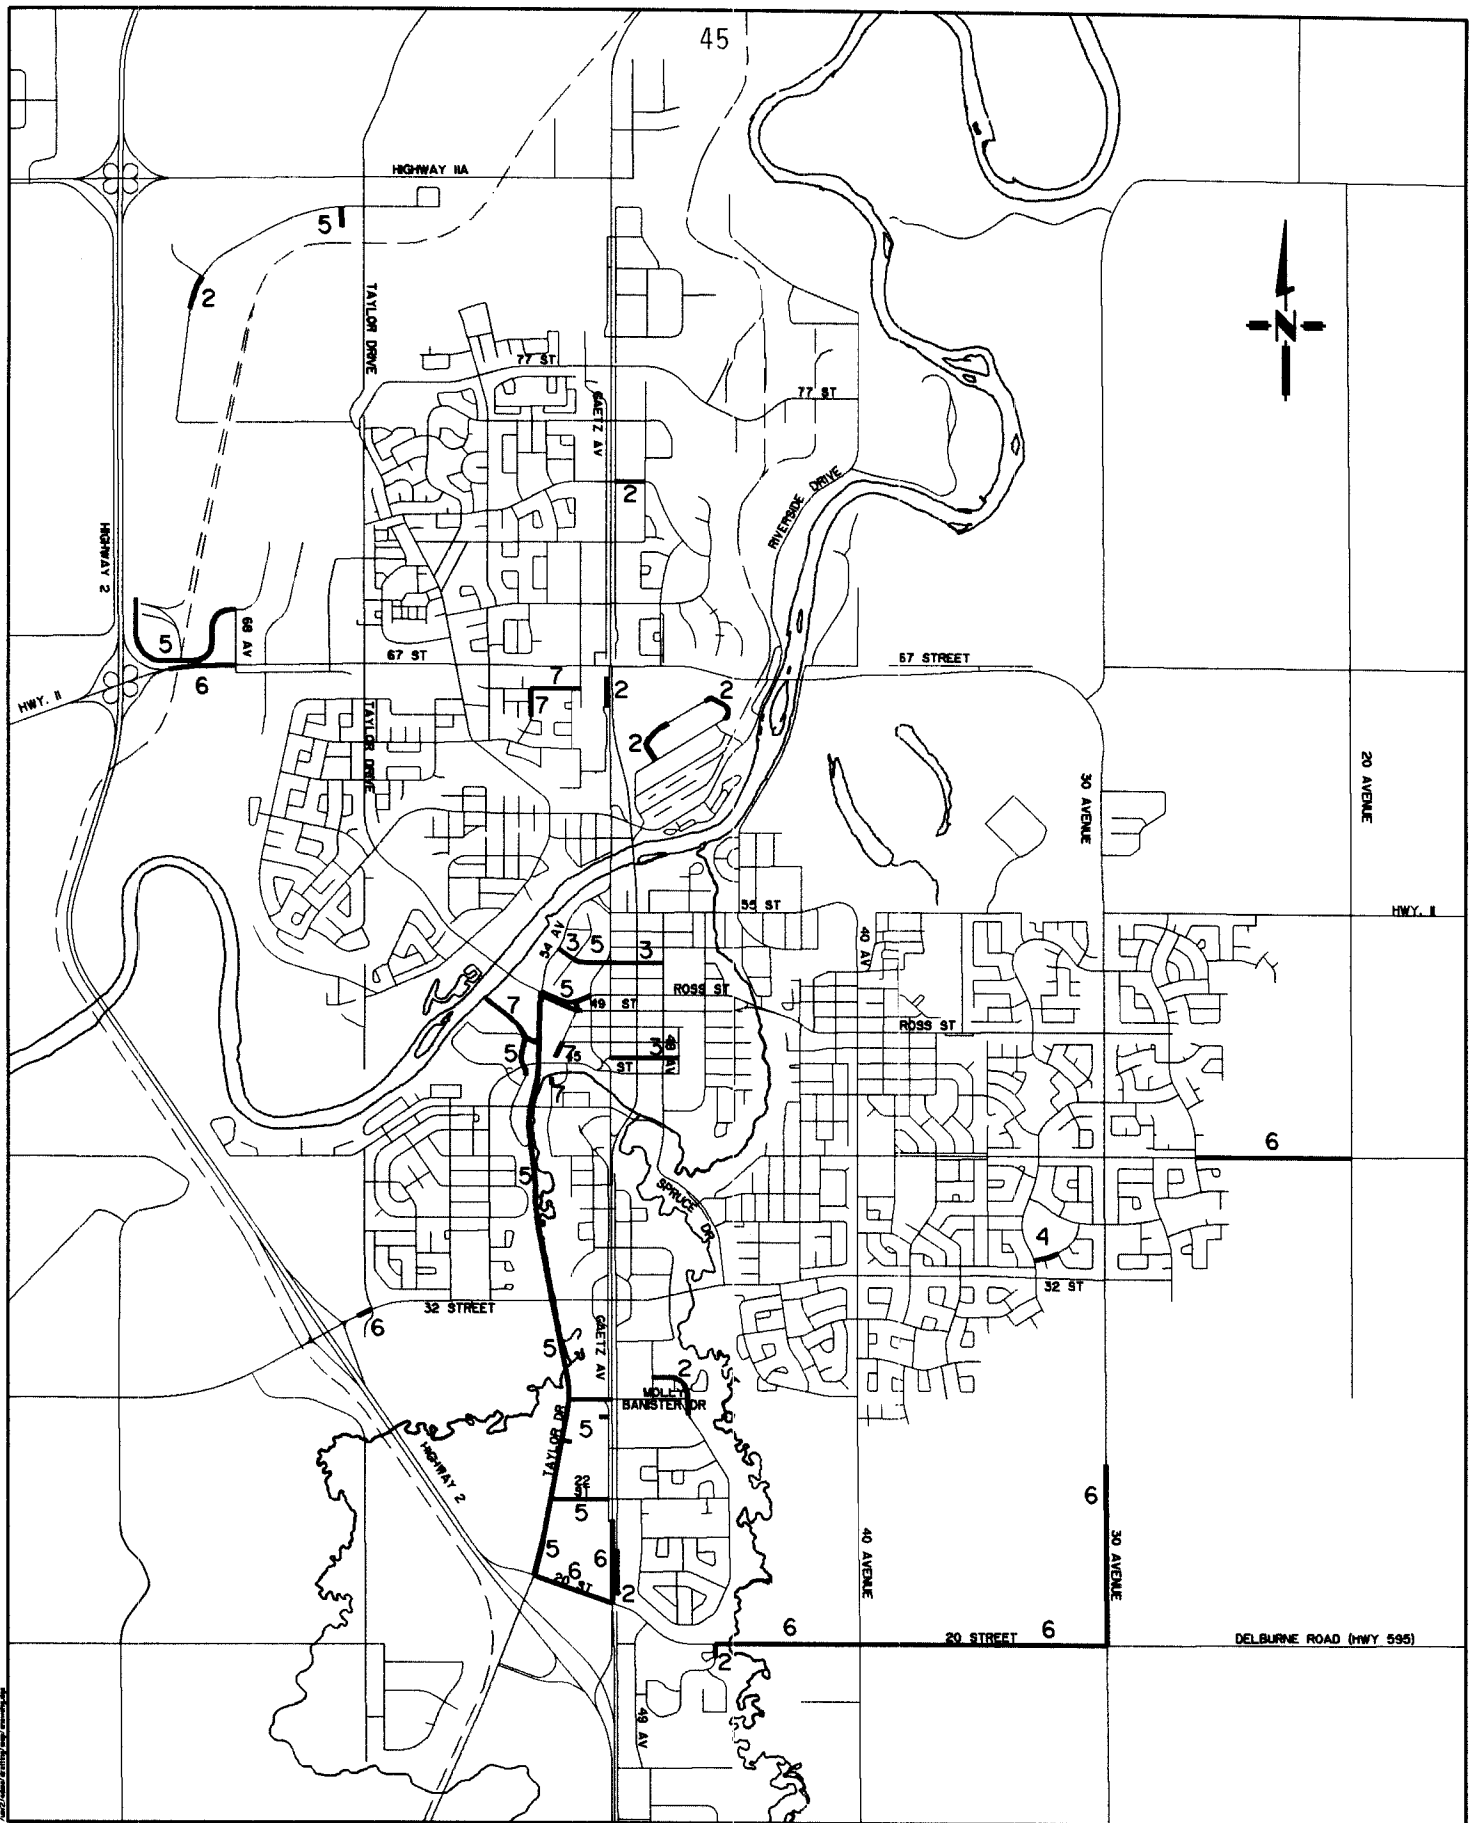 45
HIGHWAY 11A
5
2
TAYLOR DRIVE
N
77 ST
77 ST
GAETZ AV
2
RIVERSIDE DRIVE
HIGHWAY 2
5
68 AV
67 ST
67 STREET
6
HWY. 11
7
7
2
2
2
TAYLOR DRIVE
30 AVENUE
20 AVENUE
55 ST
HWY. 11
40 AV
54 AV
3
5
3
5
7
49 ST
ROSS ST
ROSS ST
5
7
45
ST
48 AV
7
6
5
SPRUCE DR
4
32 ST
32 STREET
6
GAETZ AV
5
2
MOLLY
BANISTER DR
5
TAYLOR DR
HIGHWAY 2
22
ST
5
6
5
6
6
20 ST
2
40 AVENUE
30 AVENUE
6
20 STREET
6
DELBURNE ROAD (HWY 595)
2
49 AV